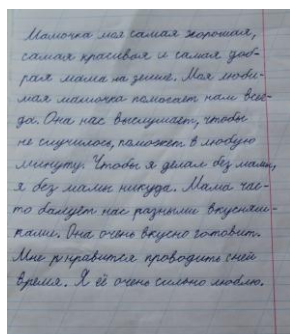 Мамочка моя самая хорошая,
самая красивая и самая доб-
рая мама на земле. Моя люби-
мая мамочка помогает нам всег-
да. Она нас выслушает, чтобы
не случилось, поможет в любую
минуту. Чтобы я делал без мамы,
я без мамы никуда. Мама час-
то балует нас разными вкусняш-
ками. Она очень вкусно готовит.
Мне нравится проводить с ней
время. Я её очень сильно люблю.